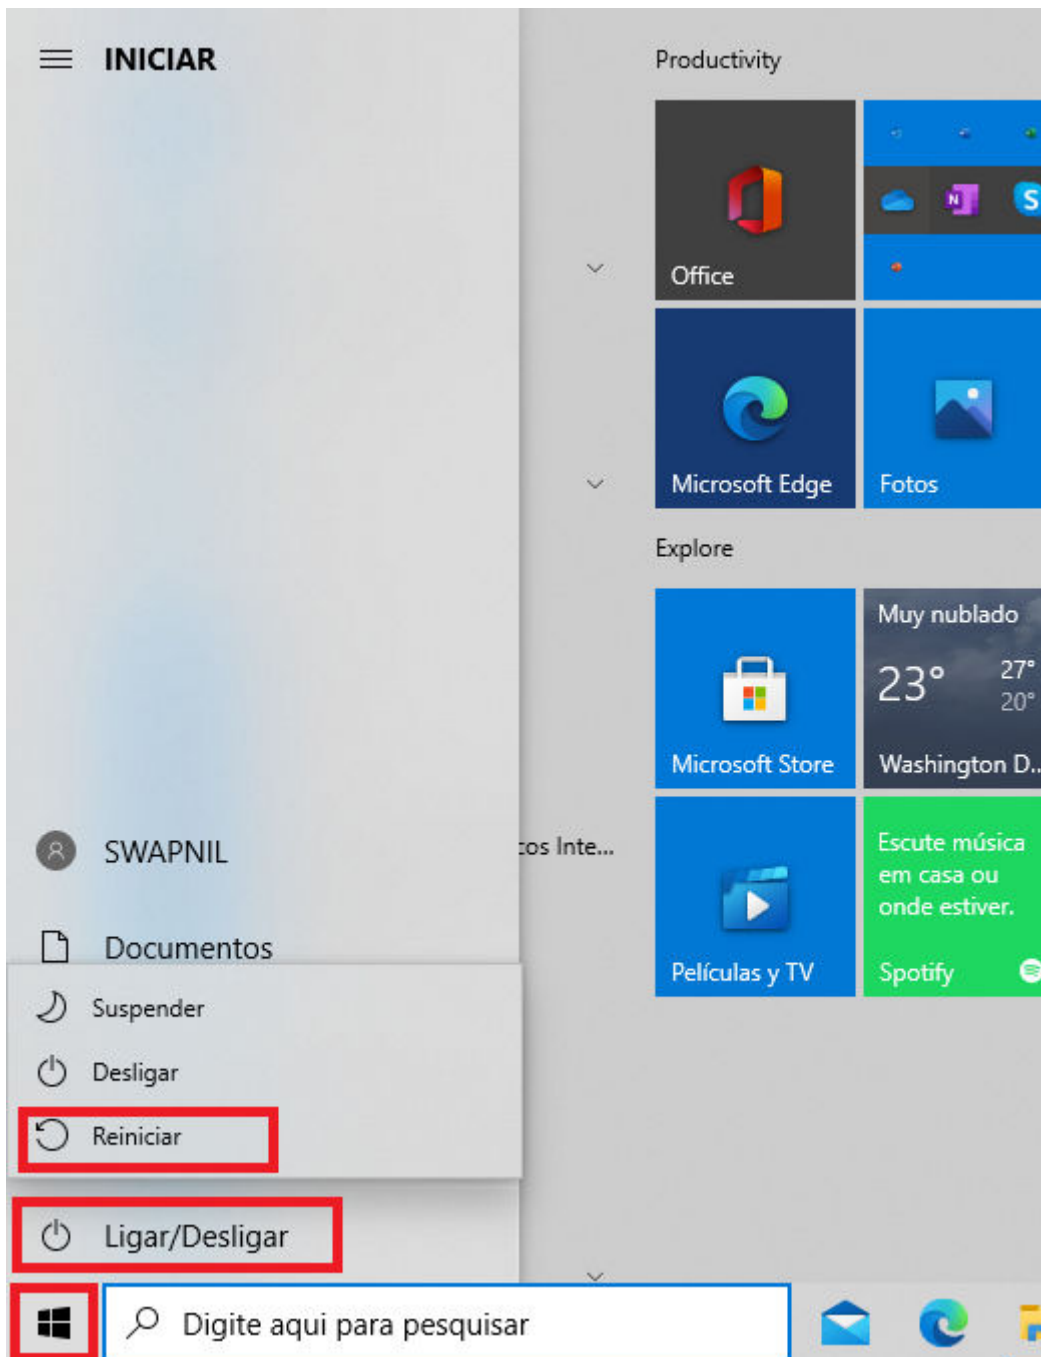 INICIAR
Productivity
Office
Microsoft Edge
Fotos
Explore
Muy nublado
23°
27°
20°
Microsoft Store
Washington D...
SWAPNIL
cos Inte...
Escute música
em casa ou
onde estiver.
Documentos
Películas y TV
Spotify
Suspender
Desligar
Reiniciar
Ligar/Desligar
Digite aqui para pesquisar